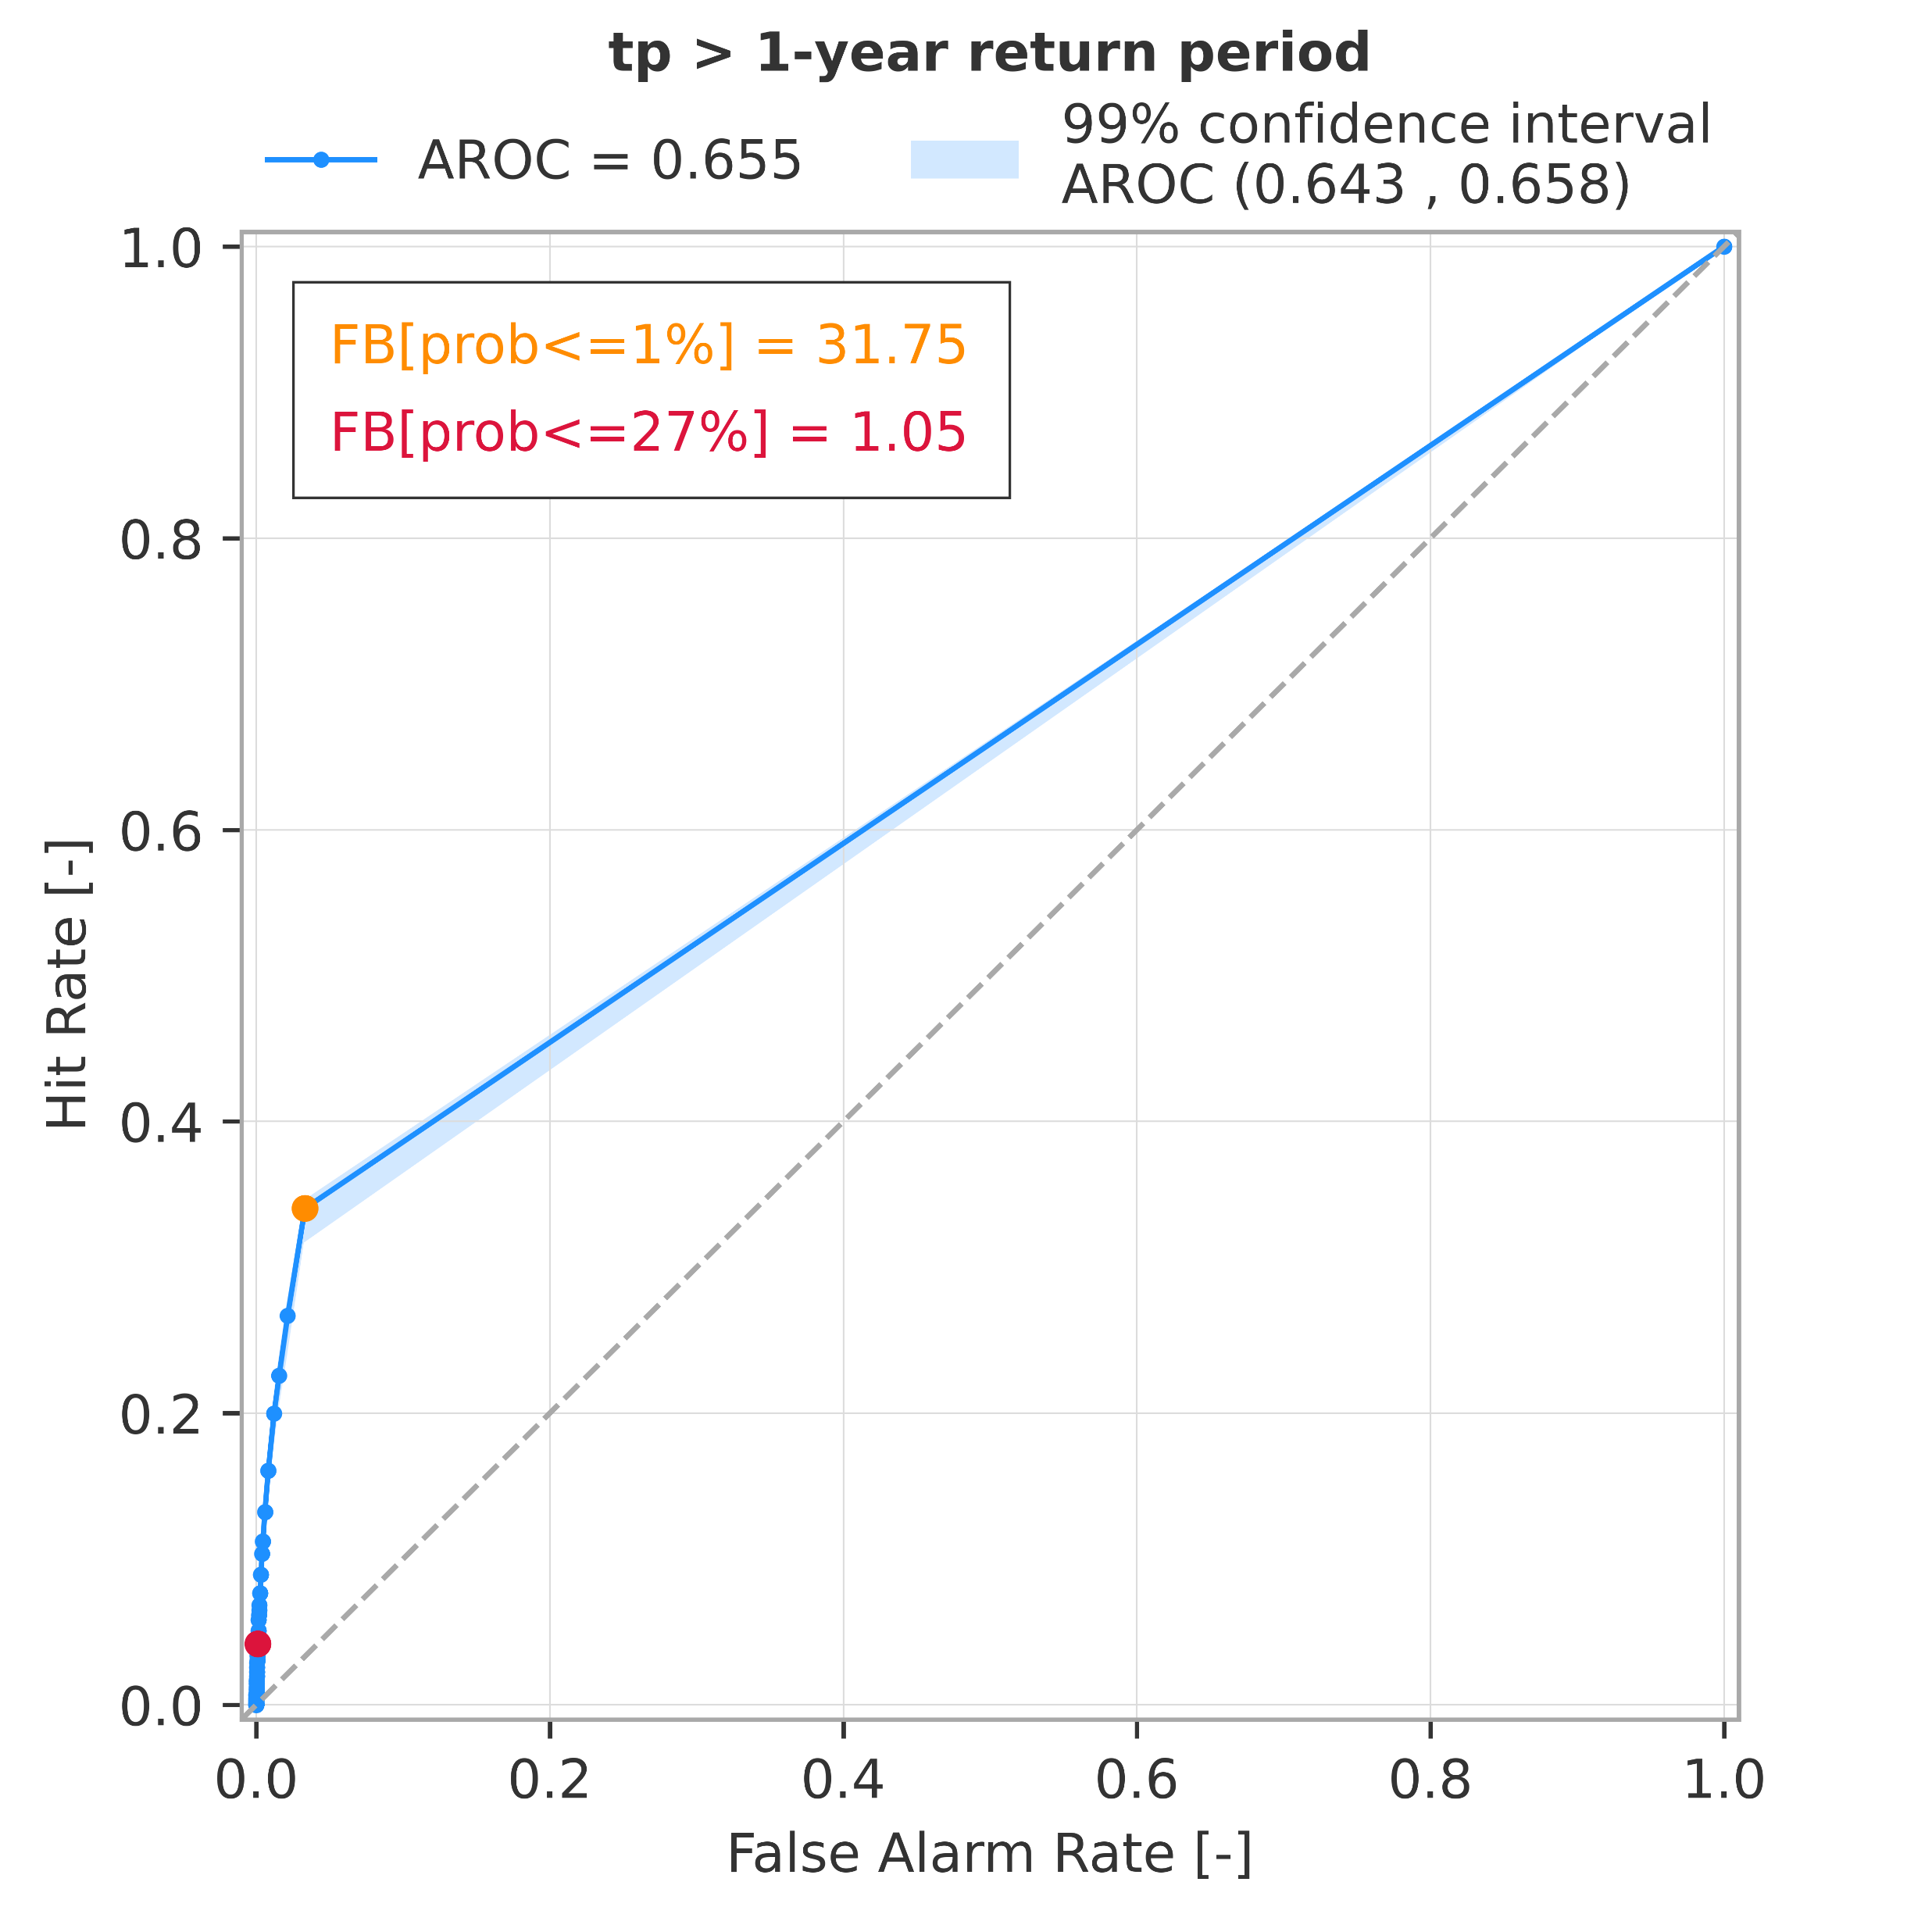 tp > 1-year return period
AROC = 0.655
99% confidence interval
AROC (0.643 , 0.658)
FB[prob<=1%] = 31.75
FB[prob<=27%] = 1.05
Hit Rate [-]
1.0
0.8
0.6
0.4
0.2
0.0
0.0 0.2 0.4 0.6 0.8 1.0
False Alarm Rate [-]